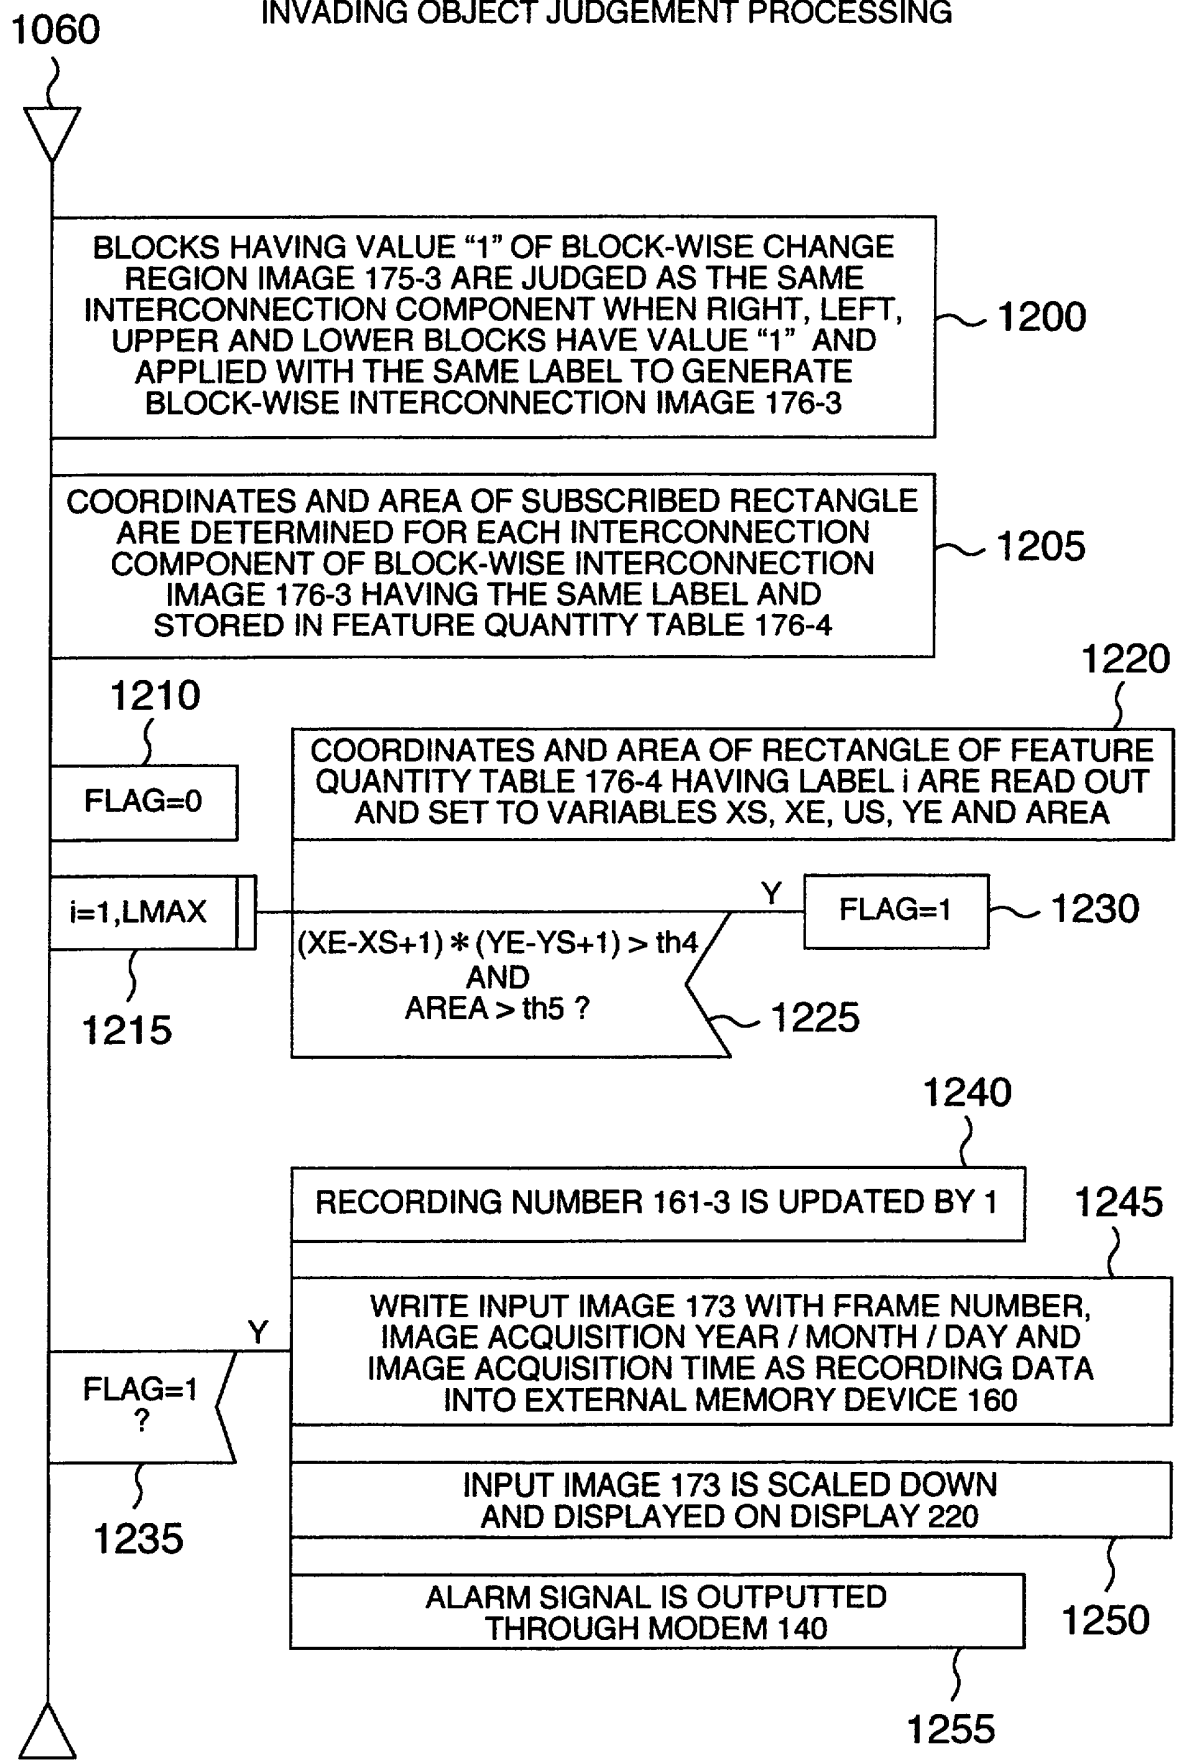 INVADING OBJECT JUDGEMENT PROCESSING
1060
BLOCKS HAVING VALUE “1” OF BLOCK-WISE CHANGE
REGION IMAGE 175-3 ARE JUDGED AS THE SAME
INTERCONNECTION COMPONENT WHEN RIGHT, LEFT,
UPPER AND LOWER BLOCKS HAVE VALUE “1” AND
APPLIED WITH THE SAME LABEL TO GENERATE
BLOCK-WISE INTERCONNECTION IMAGE 176-3
1200
COORDINATES AND AREA OF SUBSCRIBED RECTANGLE
ARE DETERMINED FOR EACH INTERCONNECTION
COMPONENT OF BLOCK-WISE INTERCONNECTION
IMAGE 176-3 HAVING THE SAME LABEL AND
STORED IN FEATURE QUANTITY TABLE 176-4
1205
1210
FLAG=0
1220
COORDINATES AND AREA OF RECTANGLE OF FEATURE
QUANTITY TABLE 176-4 HAVING LABEL i ARE READ OUT
AND SET TO VARIABLES XS, XE, US, YE AND AREA
i=1,LMAX
1215
(XE-XS+1) * (YE-YS+1) > th4
AND
AREA > th5 ?
1225
Y
FLAG=1
1230
1240
RECORDING NUMBER 161-3 IS UPDATED BY 1
1245
WRITE INPUT IMAGE 173 WITH FRAME NUMBER,
IMAGE ACQUISITION YEAR / MONTH / DAY AND
IMAGE ACQUISITION TIME AS RECORDING DATA
INTO EXTERNAL MEMORY DEVICE 160
Y
FLAG=1
?
1235
INPUT IMAGE 173 IS SCALED DOWN
AND DISPLAYED ON DISPLAY 220
1250
ALARM SIGNAL IS OUTPUTTED
THROUGH MODEM 140
1255